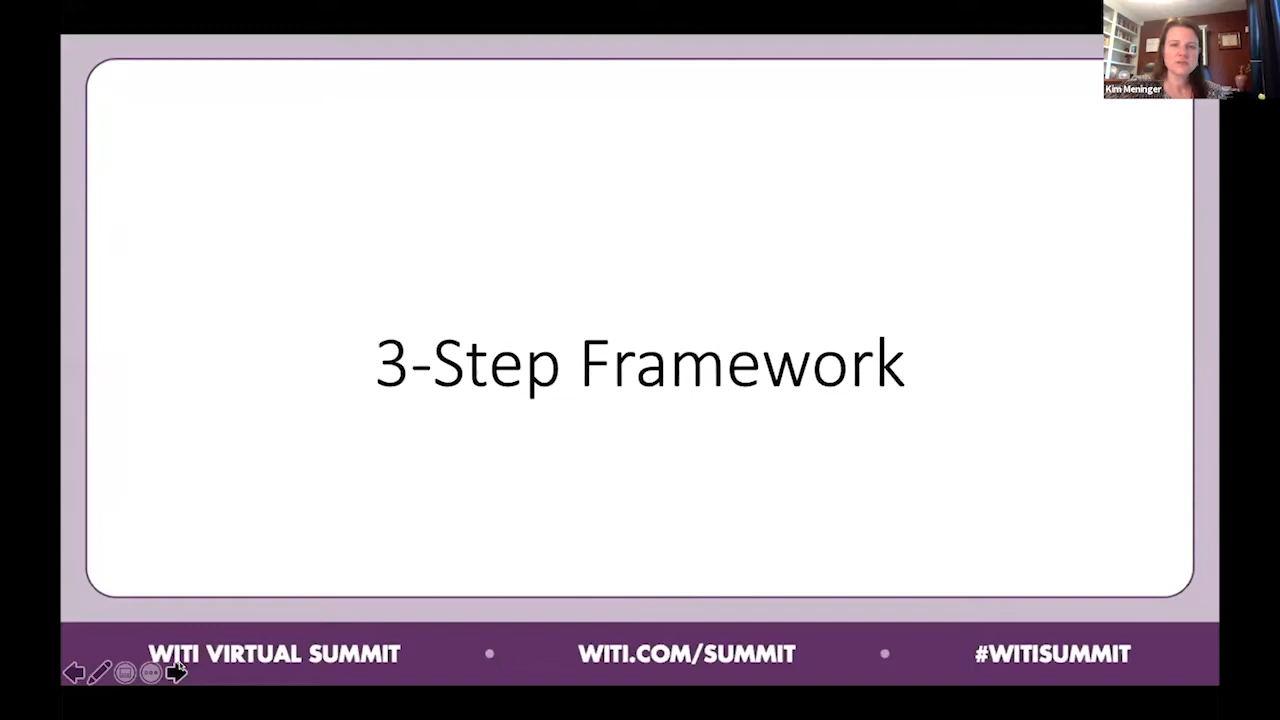 Kim Meninger
3-Step Framework
WITI VIRTUAL SUMMIT • WITI.COM/SUMMIT • #WITISUMMIT